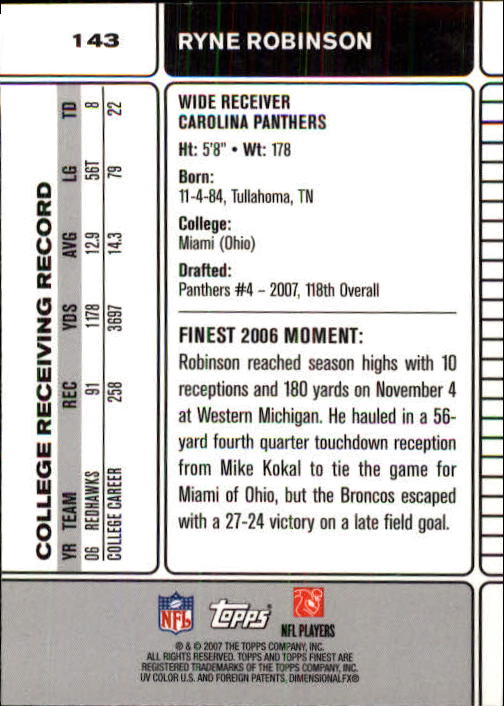 143
RYNE ROBINSON
COLLEGE RECEIVING RECORD
YR TEAM REC YDS AVG LG TD
06 REDHAWKS 91 1178 12.9 56T 8
COLLEGE CAREER 258 3697 14.3 79 22
WIDE RECEIVER
CAROLINA PANTHERS
Ht: 5'8" • Wt: 178
Born:
11-4-84, Tullahoma, TN
College:
Miami (Ohio)
Drafted:
Panthers #4 – 2007, 118th Overall
FINEST 2006 MOMENT:
Robinson reached season highs with 10
receptions and 180 yards on November 4
at Western Michigan. He hauled in a 56-
yard fourth quarter touchdown reception
from Mike Kokal to tie the game for
Miami of Ohio, but the Broncos escaped
with a 27-24 victory on a late field goal.
NFL
Topps
NFL PLAYERS
® & © 2007 THE TOPPS COMPANY, INC.
ALL RIGHTS RESERVED. TOPPS AND TOPPS FINEST ARE
REGISTERED TRADEMARKS OF THE TOPPS COMPANY, INC.
UV COLOR U.S. AND FOREIGN PATENTS, DIMENSIONALFX®